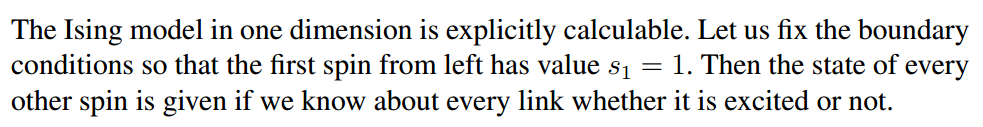 The Ising model in one dimension is explicitly calculable. Let us fix the boundary
conditions so that the first spin from left has value s₁ = 1. Then the state of every
other spin is given if we know about every link whether it is excited or not.